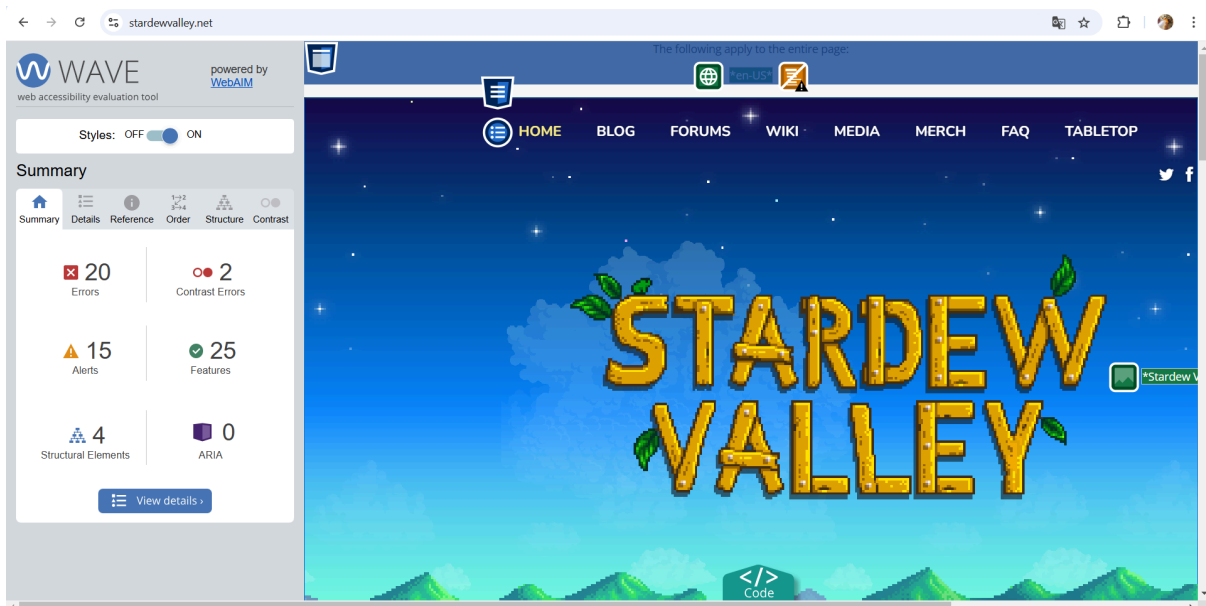 stardewvalley.net
WAVE
web accessibility evaluation tool
powered by
WebAIM
Styles: OFF ON
Summary
Summary Details Reference Order Structure Contrast
20
Errors
2
Contrast Errors
15
Alerts
25
Features
4
Structural Elements
0
ARIA
View details ›
The following apply to the entire page:
*en-US*
HOME BLOG FORUMS WIKI MEDIA MERCH FAQ TABLETOP
STARDEW
VALLEY
*Stardew V
</>
Code